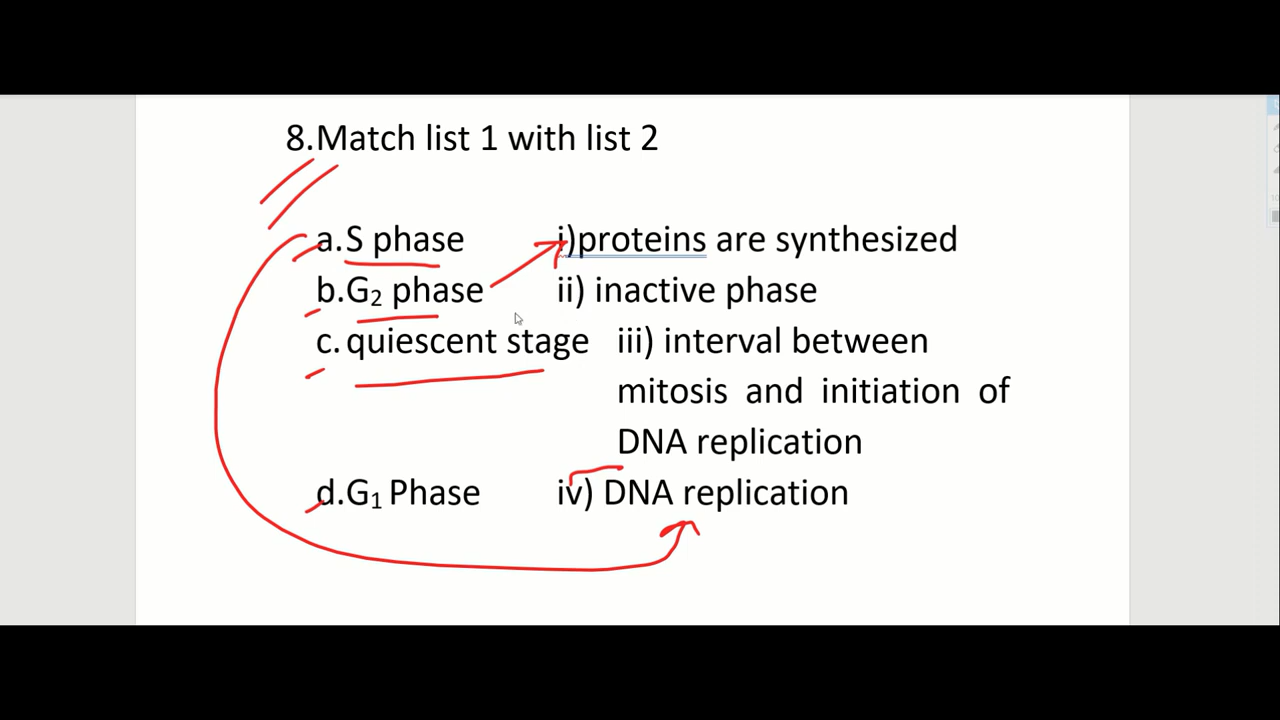 8.Match list 1 with list 2
a. S phase i)proteins are synthesized
b.G₂ phase ii) inactive phase
c. quiescent stage iii) interval between
mitosis and initiation of
DNA replication
d.G₁ Phase iv) DNA replication